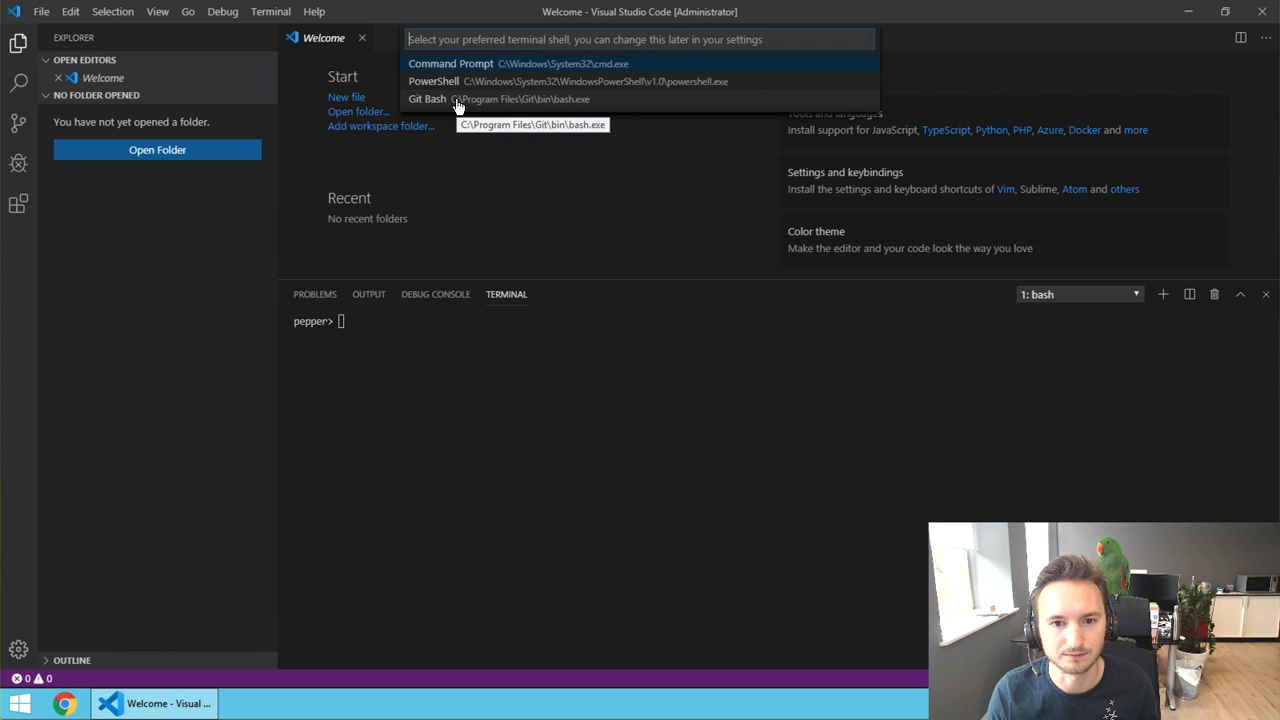 File Edit Selection View Go Debug Terminal Help
Welcome - Visual Studio Code [Administrator]
EXPLORER
OPEN EDITORS
Welcome
NO FOLDER OPENED
You have not yet opened a folder.
Open Folder
OUTLINE
Welcome
Select your preferred terminal shell, you can change this later in your settings
Command Prompt C:\Windows\System32\cmd.exe
PowerShell C:\Windows\System32\WindowsPowerShell\v1.0\powershell.exe
Git Bash C:\Program Files\Git\bin\bash.exe
C:\Program Files\Git\bin\bash.exe
Start
New file
Open folder...
Add workspace folder...
Recent
No recent folders
Tools and languages
Install support for JavaScript, TypeScript, Python, PHP, Azure, Docker and more
Settings and keybindings
Install the settings and keyboard shortcuts of Vim, Sublime, Atom and others
Color theme
Make the editor and your code look the way you love
PROBLEMS OUTPUT DEBUG CONSOLE TERMINAL
1: bash
pepper>
0 0
Welcome - Visual ...